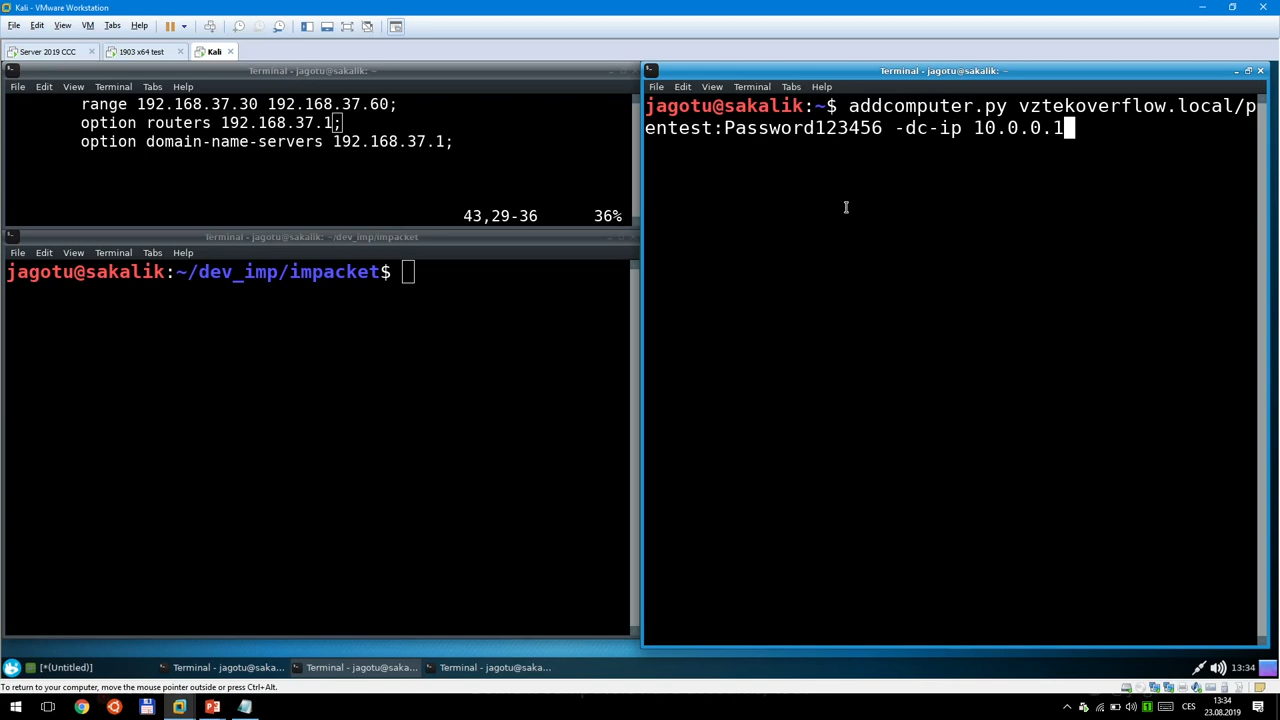 Kali - VMware Workstation
File Edit View VM Tabs Help
Server 2019 CCC 1903 x64 test Kali
Terminal - jagotu@sakalik: ~
File Edit View Terminal Tabs Help
range 192.168.37.30 192.168.37.60;
option routers 192.168.37.1;
option domain-name-servers 192.168.37.1;
43,29-36 36%
Terminal - jagotu@sakalik: ~/dev_imp/impacket
File Edit View Terminal Tabs Help
jagotu@sakalik:~/dev_imp/impacket$
Terminal - jagotu@sakalik: ~
File Edit View Terminal Tabs Help
jagotu@sakalik:~$ addcomputer.py vztekoverflow.local/p
entest:Password123456 -dc-ip 10.0.0.1
[*(Untitled)] Terminal - jagotu@saka... Terminal - jagotu@saka... Terminal - jagotu@saka... 13:34
To return to your computer, move the mouse pointer outside or press Ctrl+Alt.
CES 13:34
23.08.2019